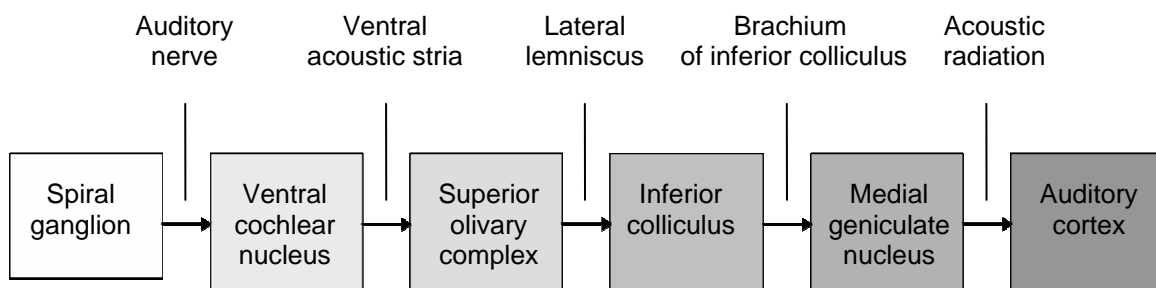 Auditory
nerve
Ventral
acoustic stria
Lateral
lemniscus
Brachium
of inferior colliculus
Acoustic
radiation
Spiral
ganglion
Ventral
cochlear
nucleus
Superior
olivary
complex
Inferior
colliculus
Medial
geniculate
nucleus
Auditory
cortex